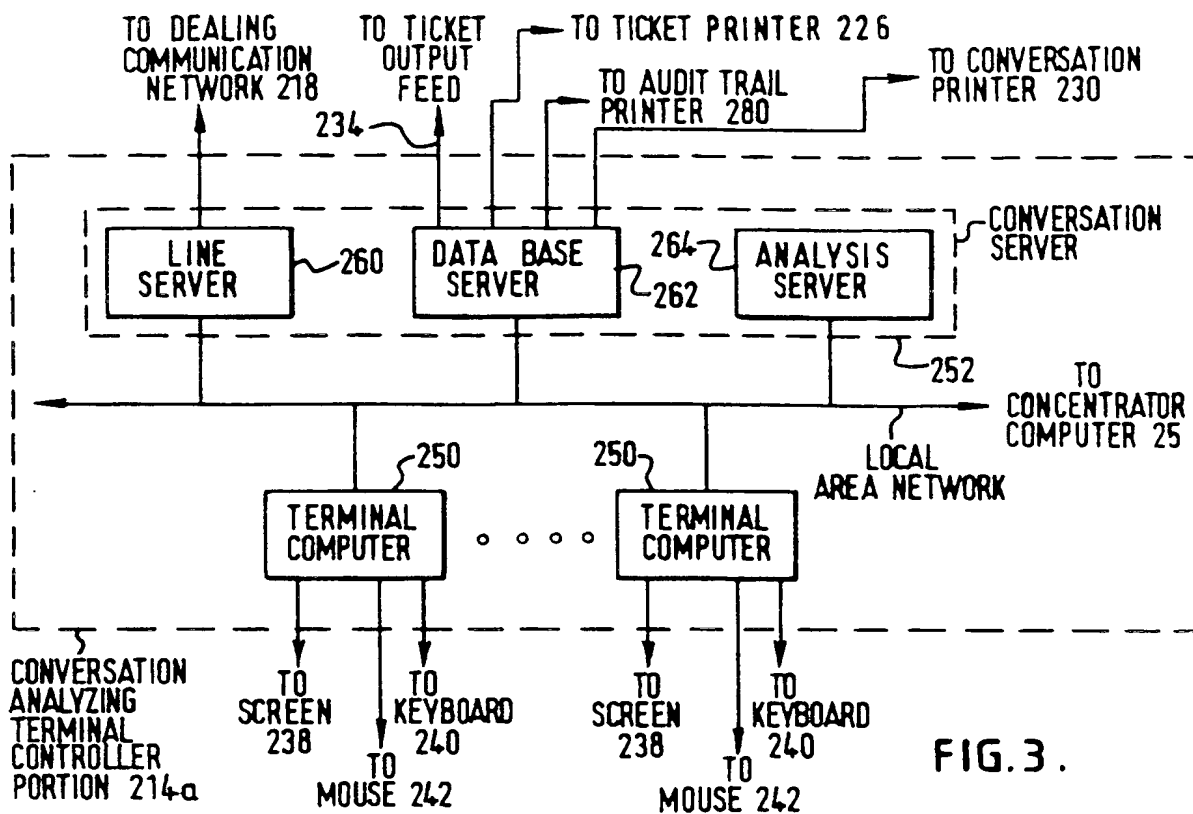 TO DEALING
COMMUNICATION
NETWORK 218
TO TICKET
OUTPUT
FEED
TO TICKET PRINTER 226
TO AUDIT TRAIL
PRINTER 280
TO CONVERSATION
PRINTER 230
234
LINE
SERVER
260
DATA BASE
SERVER
262
264
ANALYSIS
SERVER
CONVERSATION
SERVER
252
TO
CONCENTRATOR
COMPUTER 25
LOCAL
AREA NETWORK
250
TERMINAL
COMPUTER
250
TERMINAL
COMPUTER
CONVERSATION
ANALYZING
TERMINAL
CONTROLLER
PORTION 214a
TO
SCREEN
238
TO
MOUSE 242
TO
KEYBOARD
240
TO
SCREEN
238
TO
MOUSE 242
TO
KEYBOARD
240
FIG.3.